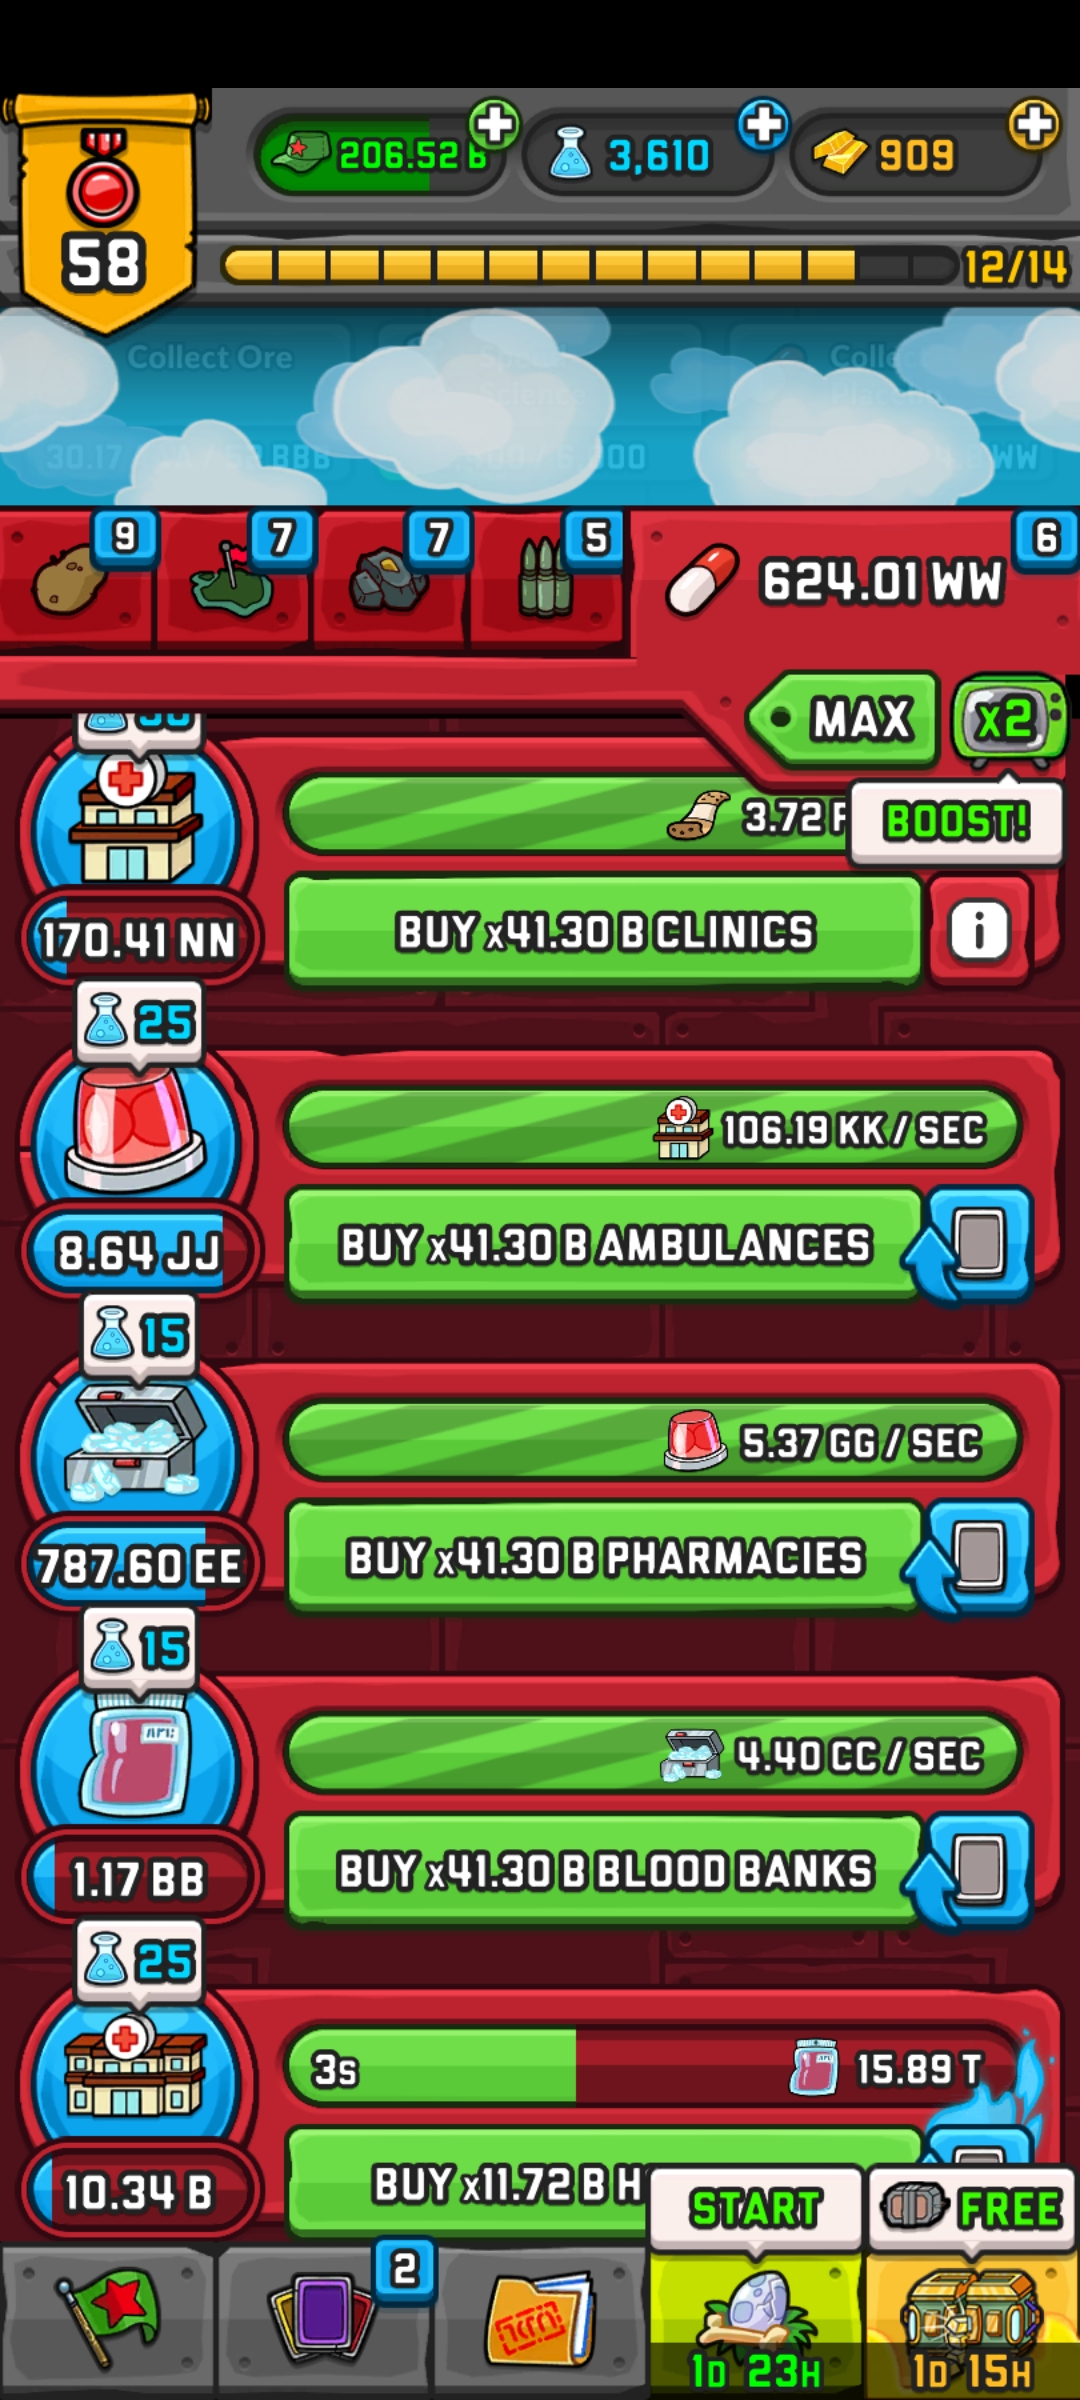 206.52 B
3,610
909
58
12/14
Collect Ore
Science
9
7
7
5
6
624.01 WW
MAX
x2
BOOST!
3.72
170.41 NN
BUY x41.30 B CLINICS
i
25
106.19 KK / SEC
8.64 JJ
BUY x41.30 B AMBULANCES
15
5.37 GG / SEC
787.60 EE
BUY x41.30 B PHARMACIES
15
4.40 CC / SEC
1.17 BB
BUY x41.30 B BLOOD BANKS
25
3s
15.89 T
10.34 B
BUY x11.72 B H
START
FREE
2
1D 23H
1D 15H